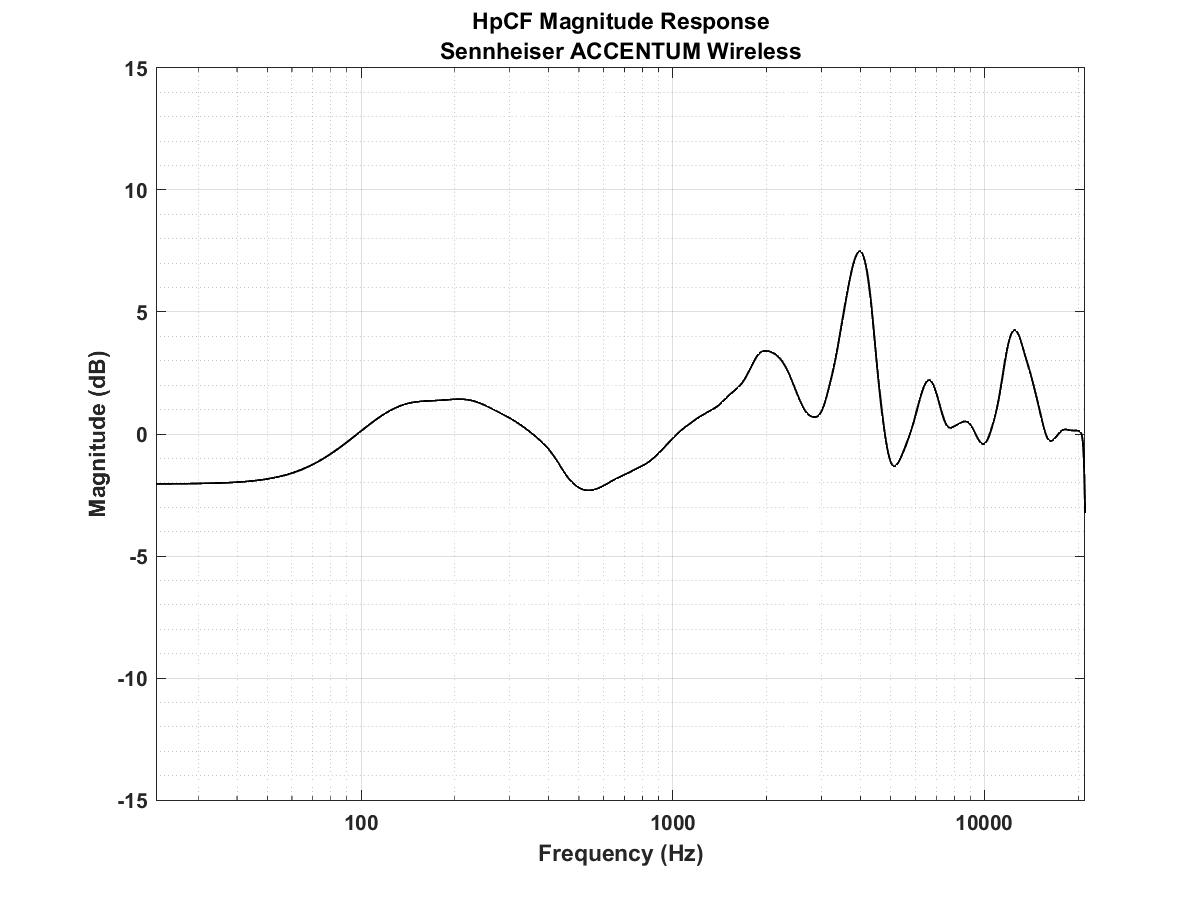 HpCF Magnitude Response
Sennheiser ACCENTUM Wireless
15
10
5
0
-5
-10
-15
Magnitude (dB)
100 1000 10000
Frequency (Hz)